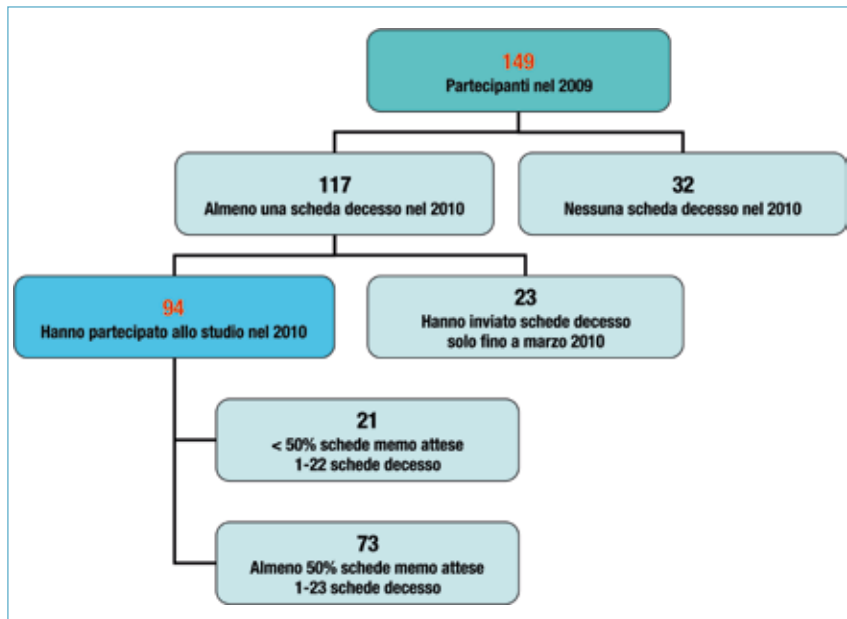 149
Partecipanti nel 2009
117
Almeno una scheda decesso nel 2010
32
Nessuna scheda decesso nel 2010
94
Hanno partecipato allo studio nel 2010
23
Hanno inviato schede decesso
solo fino a marzo 2010
21
< 50% schede memo attese
1-22 schede decesso
73
Almeno 50% schede memo attese
1-23 schede decesso